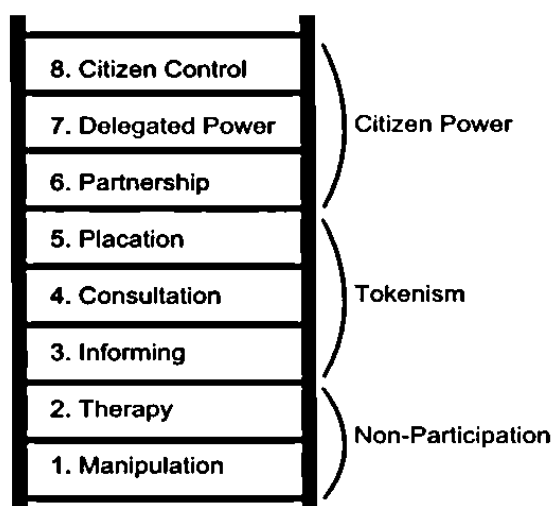 8. Citizen Control
7. Delegated Power
Citizen Power
6. Partnership
5. Placation
4. Consultation
Tokenism
3. Informing
2. Therapy
Non-Participation
1. Manipulation